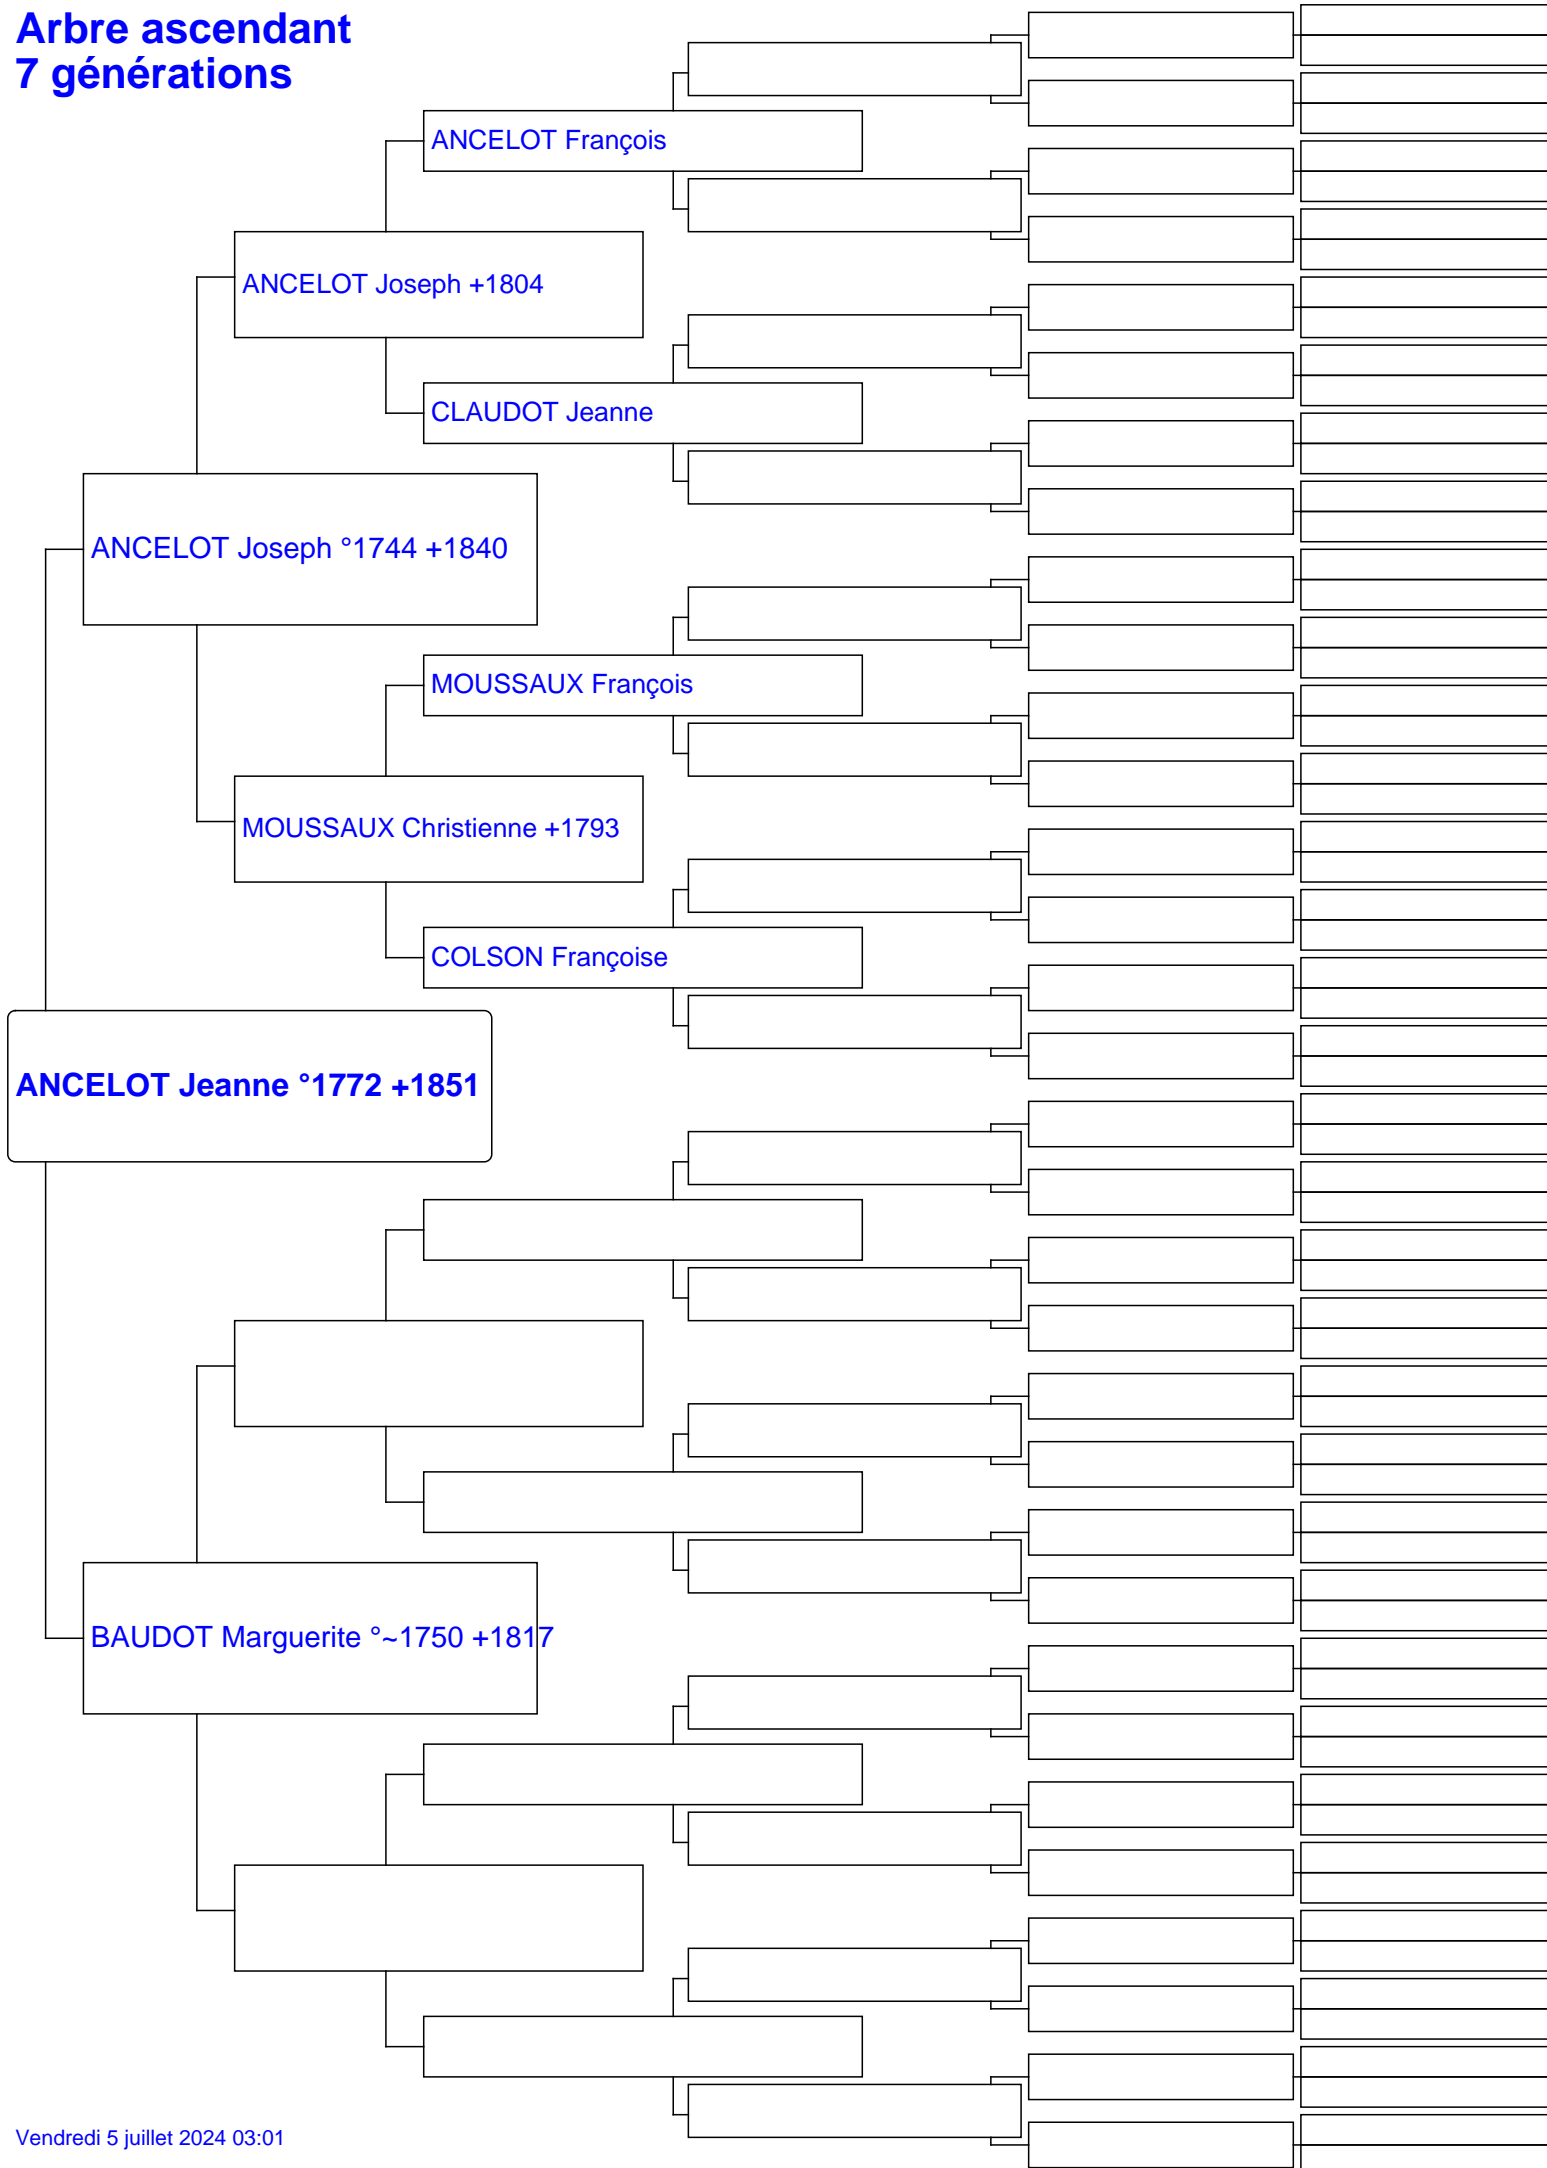 Arbre ascendant
7 générations
ANCELOT François
ANCELOT Joseph +1804
CLAUDOT Jeanne
ANCELOT Joseph °1744 +1840
MOUSSAUX François
MOUSSAUX Christienne +1793
COLSON Françoise
ANCELOT Jeanne °1772 +1851
BAUDOT Marguerite °~1750 +1817
Vendredi 5 juillet 2024 03:01